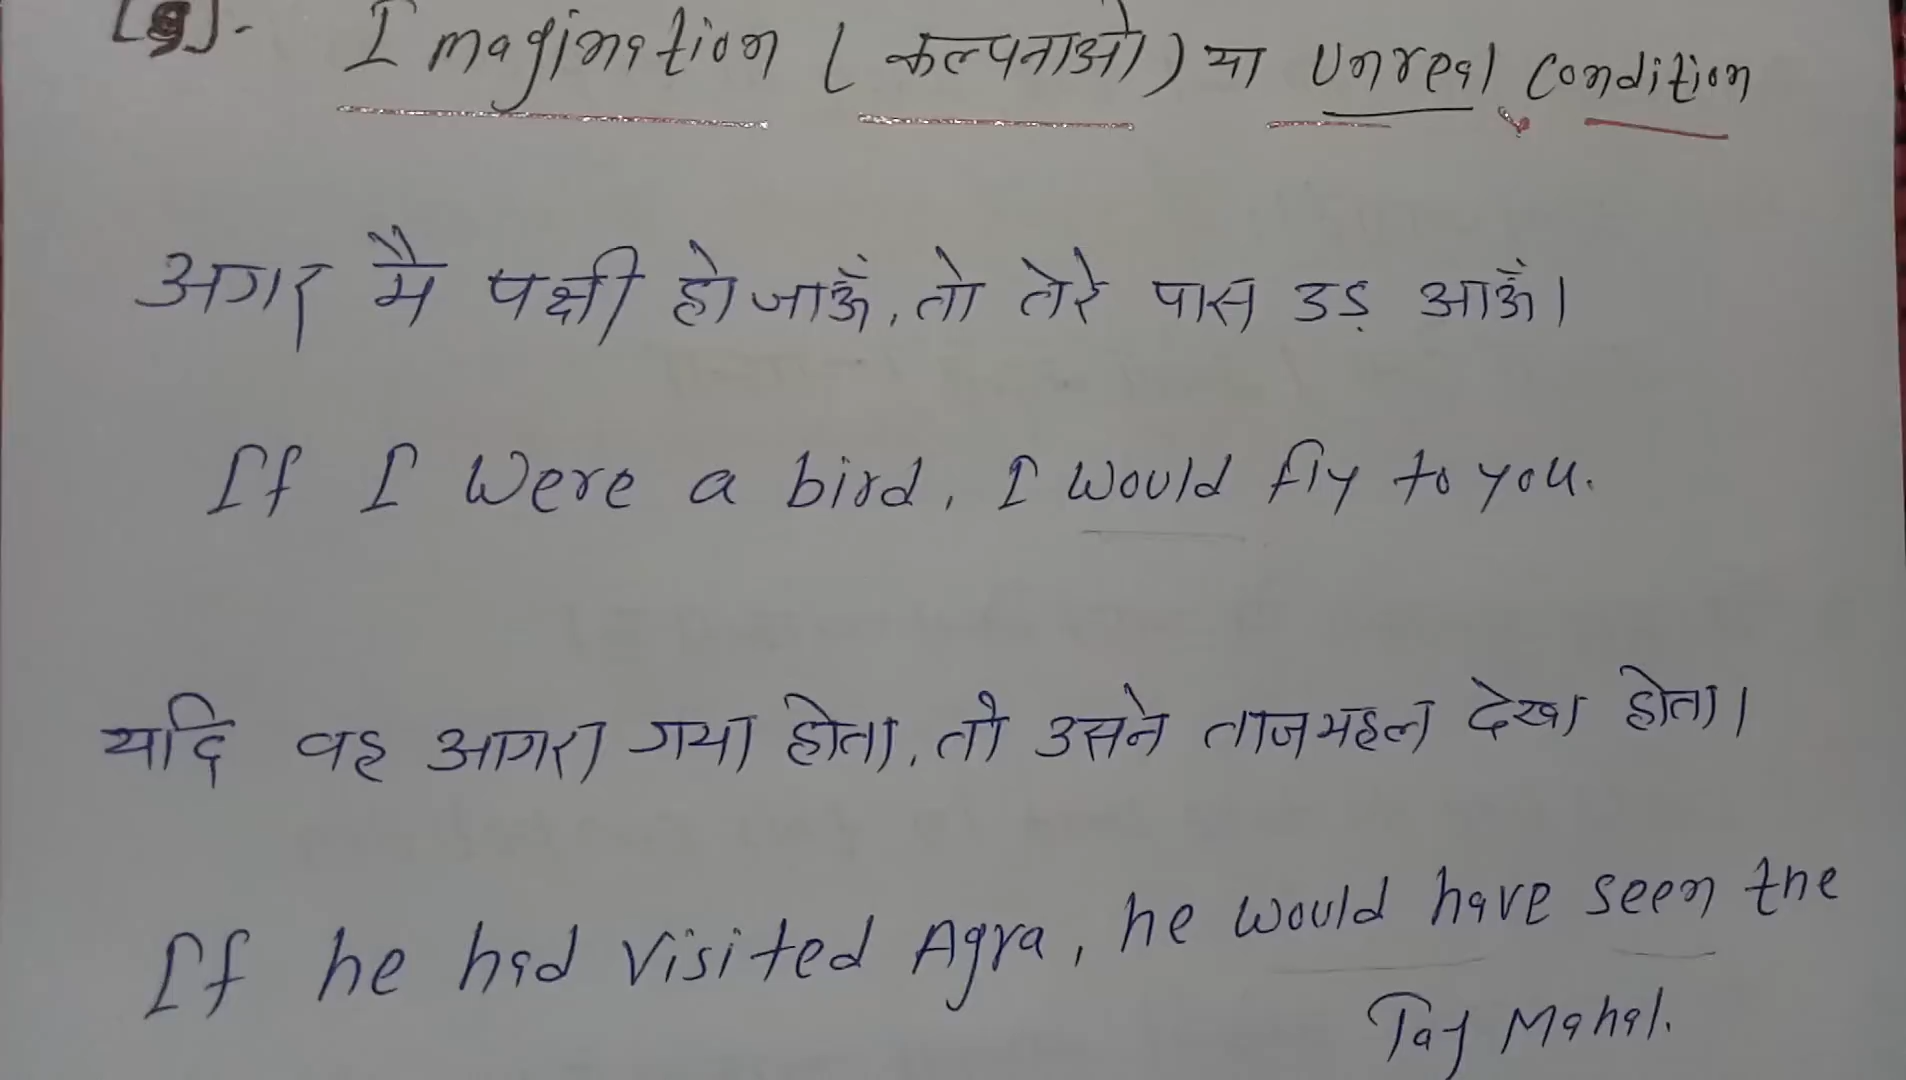 [9]. Imagination (कल्पनाओ) या Unreal Condition
अगर मै पक्षी हो जाऊँ, तो तेरे पास उड़ आऊँ।
If I Were a bird, I would fly to you.
यदि वह आगरा गया होता, तो उसने ताजमहल देखा होता।
If he had visited Agra, he would have seen the
Taj Mahal.